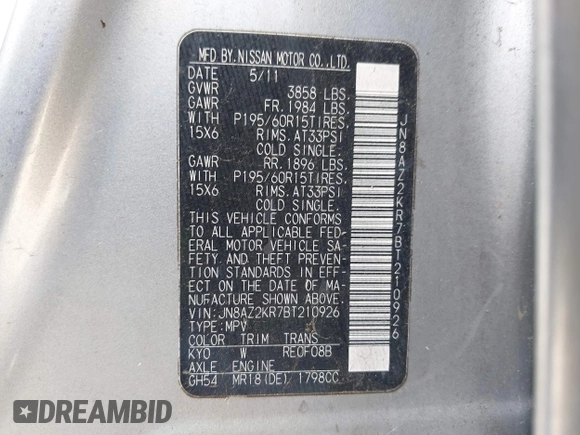 MFD BY.NISSAN MOTOR CO.,LTD.
DATE 5/11
GVWR 3858 LBS.
GAWR FR.1984 LBS.
WITH P195/60R15TIRES.
15X6 RIMS.AT33PSI
COLD SINGLE.
GAWR RR.1896 LBS.
WITH P195/60R15TIRES.
15X6 RIMS.AT33PSI
COLD SINGLE.
THIS VEHICLE CONFORMS
TO ALL APPLICABLE FED-
ERAL MOTOR VEHICLE SA-
FETY AND THEFT PREVEN-
TION STANDARDS IN EFF-
ECT ON THE DATE OF MA-
NUFACTURE SHOWN ABOVE.
VIN:JN8AZ2KR7BT210926
TYPE:MPV
COLOR TRIM TRANS
KYO W RE0F08B
AXLE ENGINE
GH54 MR18(DE) 1798CC
JN8AZ2KR7BT210926
DREAMBID
dreambid.com